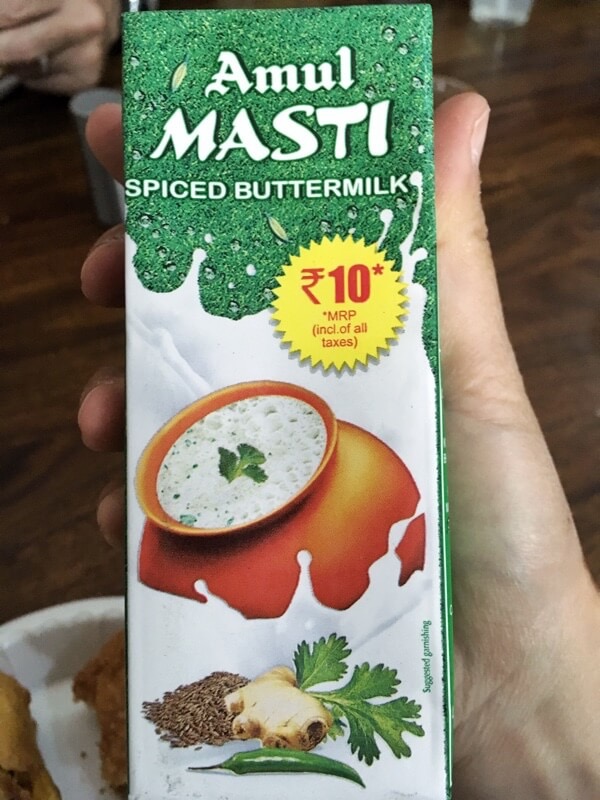 Amul
MASTI
SPICED BUTTERMILK
₹10*
*MRP
(incl.of all
taxes)
Suggested garnishing